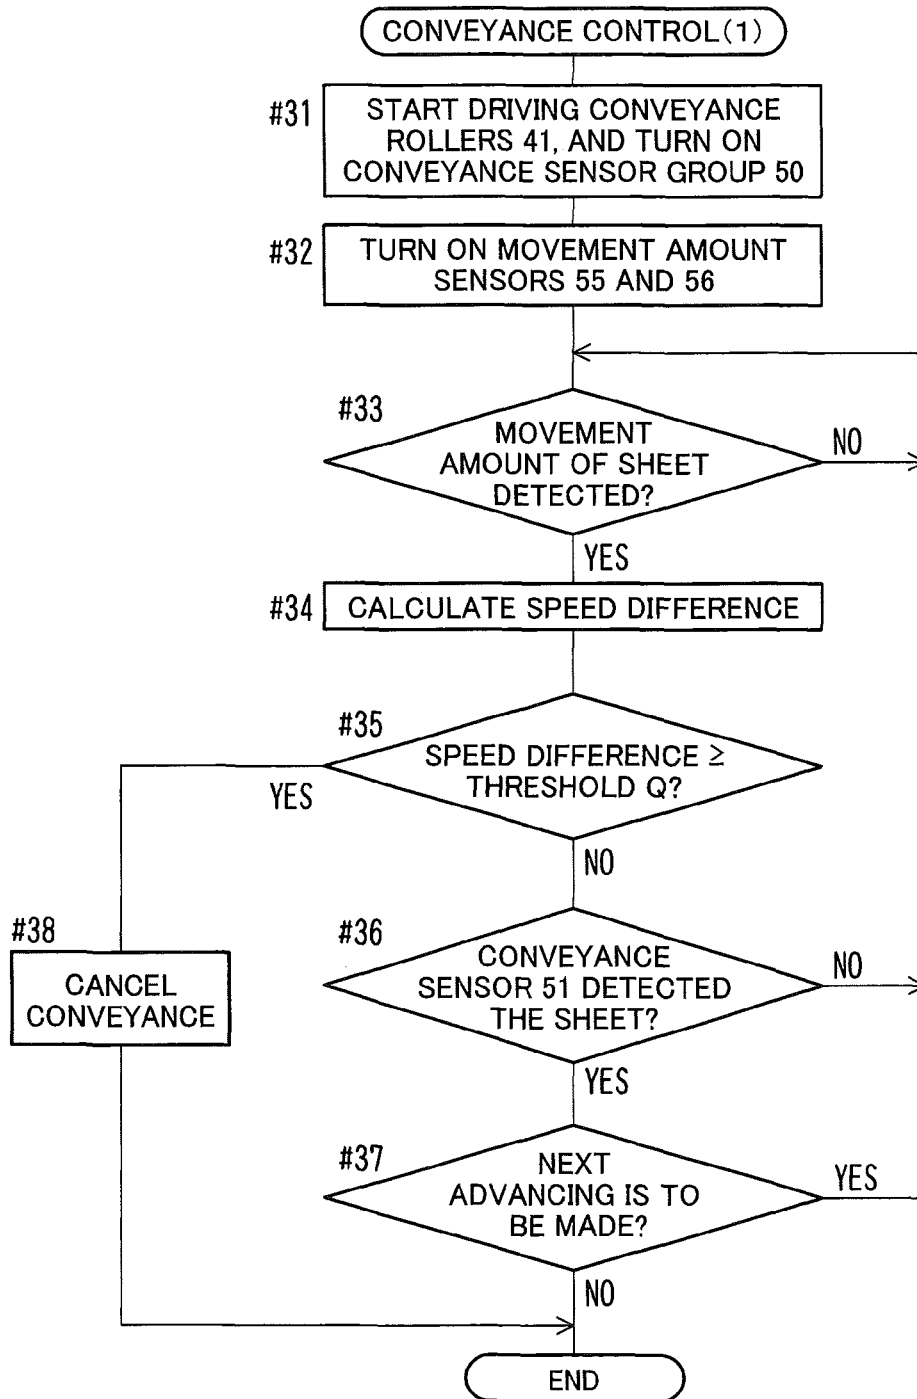 CONVEYANCE CONTROL(1)
#31
START DRIVING CONVEYANCE
ROLLERS 41, AND TURN ON
CONVEYANCE SENSOR GROUP 50
#32
TURN ON MOVEMENT AMOUNT
SENSORS 55 AND 56
#33
MOVEMENT
AMOUNT OF SHEET
DETECTED?
NO
YES
#34
CALCULATE SPEED DIFFERENCE
#35
SPEED DIFFERENCE ≥
THRESHOLD Q?
YES
NO
#38
CANCEL
CONVEYANCE
#36
CONVEYANCE
SENSOR 51 DETECTED
THE SHEET?
NO
YES
#37
NEXT
ADVANCING IS TO
BE MADE?
YES
NO
END